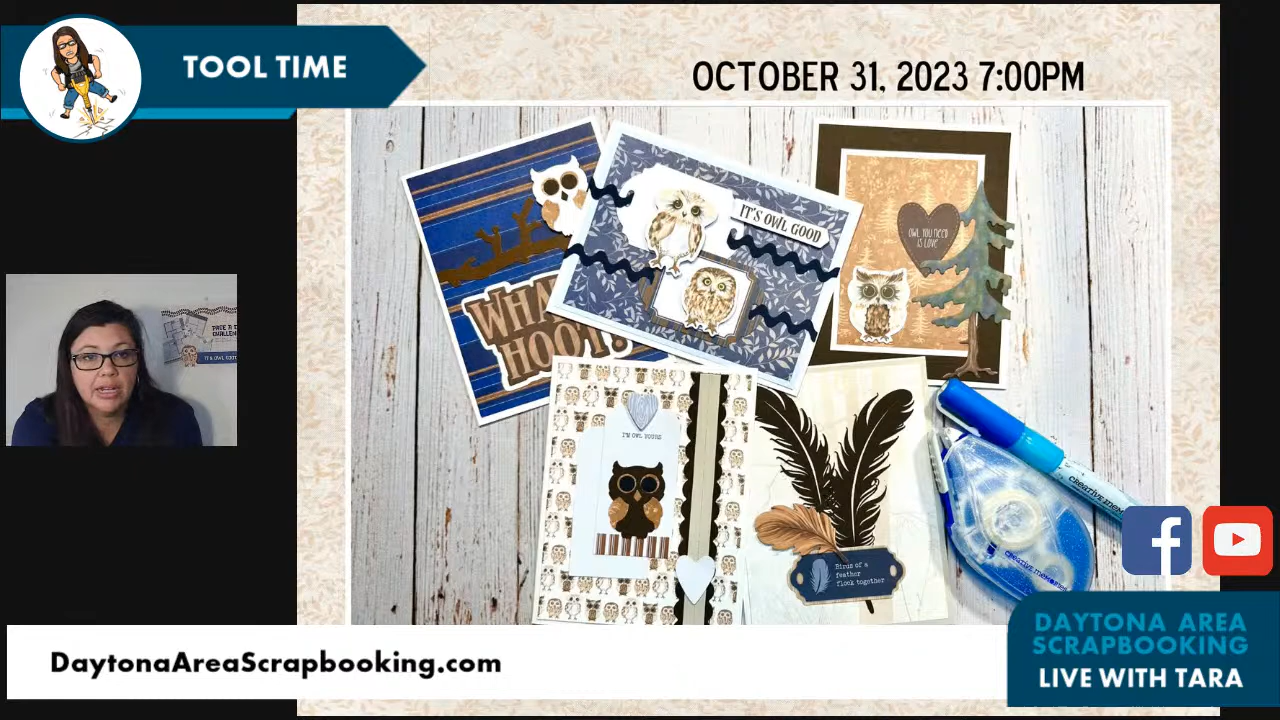 TOOL TIME
OCTOBER 31, 2023 7:00PM
IT'S OWL GOOD
OWL YOU NEED
IS LOVE
WHAT
HOOT!
I'M OWL YOURS
Birds of a
feather
flock together
creative memories
DaytonaAreaScrapbooking.com
DAYTONA AREA
SCRAPBOOKING
LIVE WITH TARA